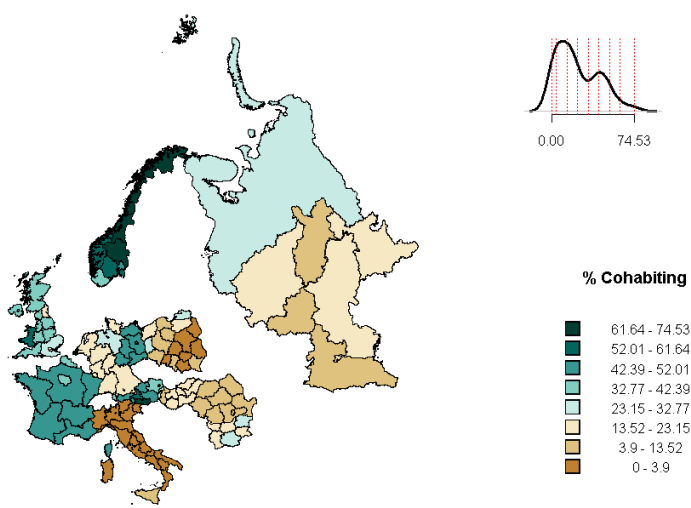 0.00 74.53
% Cohabiting
61.64 - 74.53
52.01 - 61.64
42.39 - 52.01
32.77 - 42.39
23.15 - 32.77
13.52 - 23.15
3.9 - 13.52
0 - 3.9